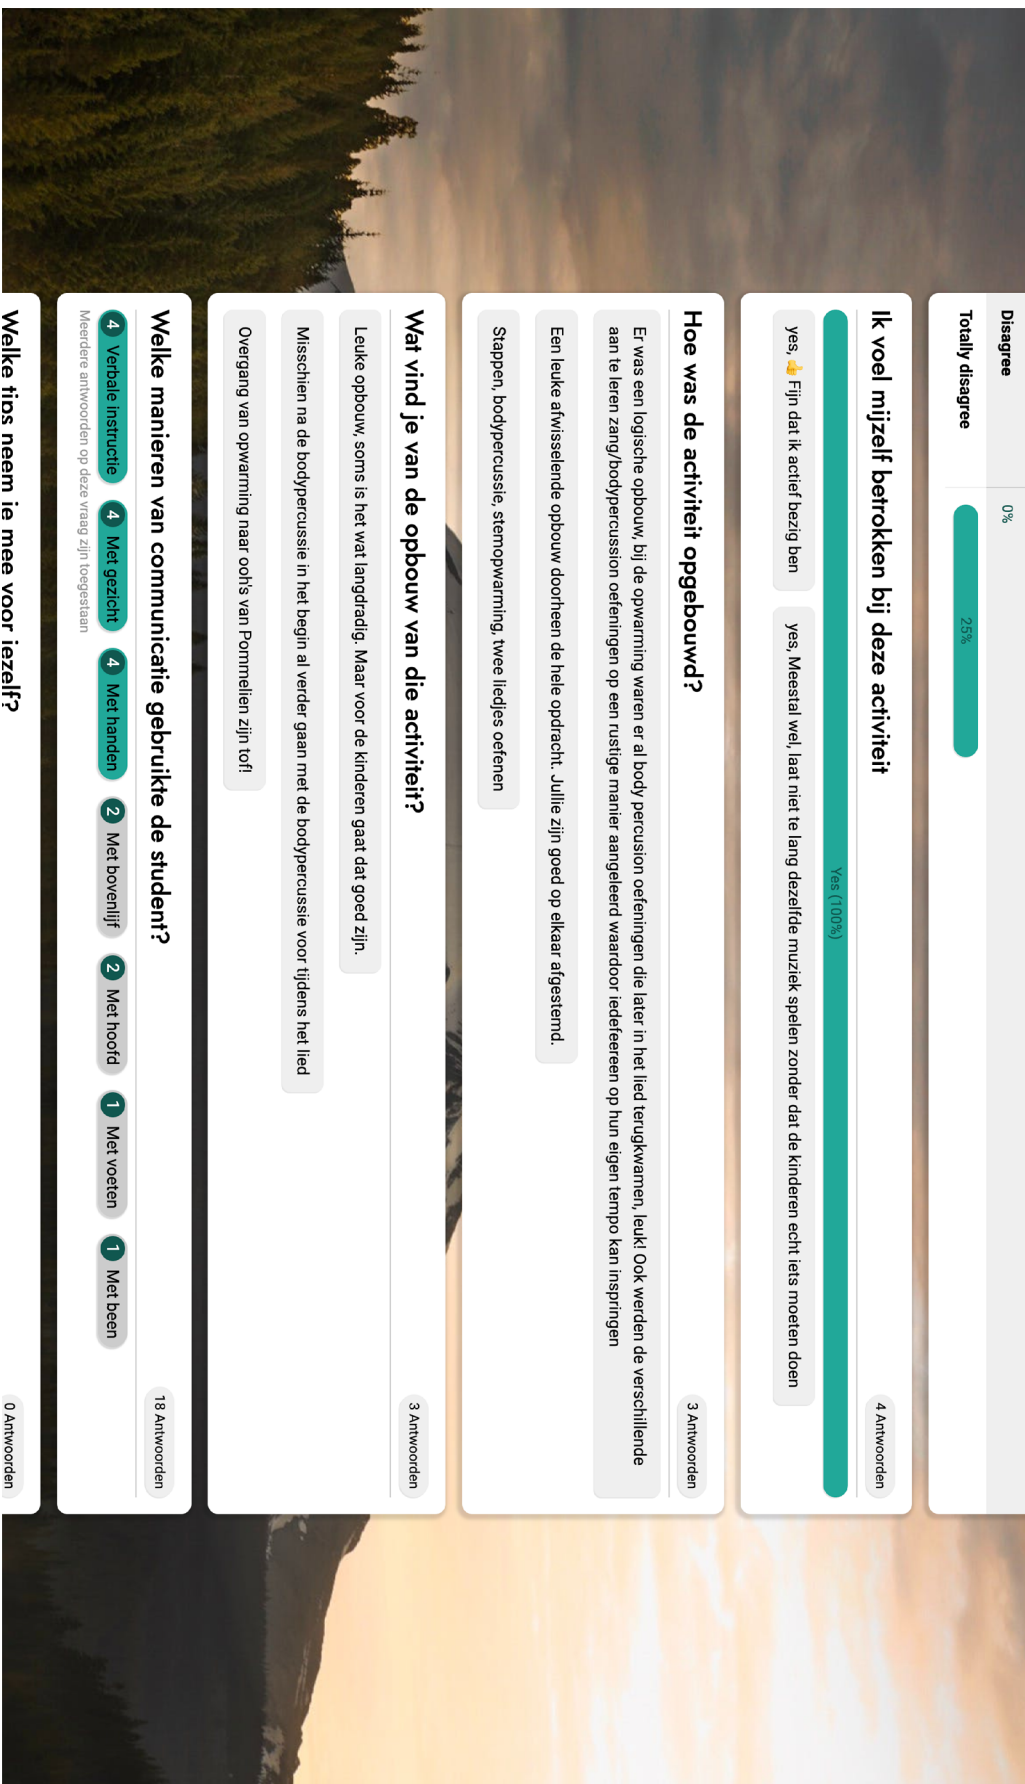 Disagree
0%
Totally disagree
25%
Ik voel mijzelf betrokken bij deze activiteit
4 Antwoorden
Yes (100%)
yes, 👍 Fijn dat ik actief bezig ben
yes, Meestal wel, laat niet te lang dezelfde muziek spelen zonder dat de kinderen echt iets moeten doen
Hoe was de activiteit opgebouwd?
3 Antwoorden
Er was een logische opbouw, bij de opwarming waren er al body percusion oefeningen die later in het lied terugkwamen, leuk! Ook werden de verschillende
aan te leren zang/bodypercussion oefeningen op een rustige manier aangeleerd waardoor iedefeereen op hun eigen tempo kan inspringen
Een leuke afwisselende opbouw doorheen de hele opdracht. Jullie zijn goed op elkaar afgestemd.
Stappen, bodypercussie, stemopwarming, twee liedjes oefenen
Wat vind je van de opbouw van die activiteit?
3 Antwoorden
Leuke opbouw, soms is het wat langdradig. Maar voor de kinderen gaat dat goed zijn.
Misschien na de bodypercussie in het begin al verder gaan met de bodypercussie voor tijdens het lied
Overgang van opwarming naar ooh's van Pommelien zijn tof!
Welke manieren van communicatie gebruikte de student?
18 Antwoorden
4 Verbale instructie
4 Met gezicht
4 Met handen
2 Met bovenlijf
2 Met hoofd
1 Met voeten
1 Met been
Meerdere antwoorden op deze vraag zijn toegestaan
Welke tips neem je mee voor jezelf?
0 Antwoorden